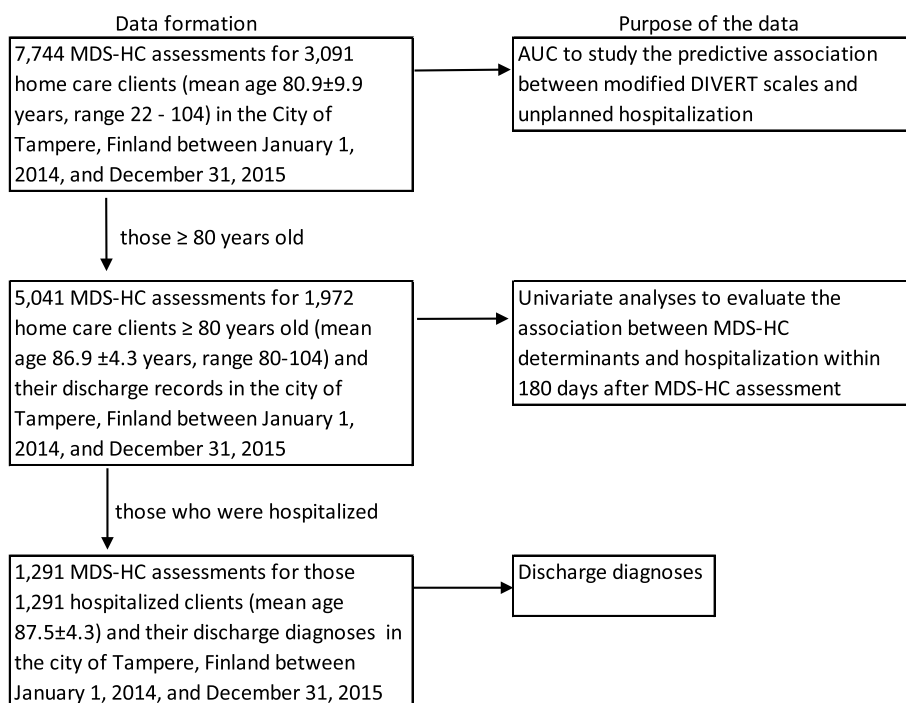 Data formation
Purpose of the data
7,744 MDS-HC assessments for 3,091
home care clients (mean age 80.9±9.9
years, range 22 - 104) in the City of
Tampere, Finland between January 1,
2014, and December 31, 2015
AUC to study the predictive association
between modified DIVERT scales and
unplanned hospitalization
those ≥ 80 years old
5,041 MDS-HC assessments for 1,972
home care clients ≥ 80 years old (mean
age 86.9 ±4.3 years, range 80-104) and
their discharge records in the city of
Tampere, Finland between January 1,
2014, and December 31, 2015
Univariate analyses to evaluate the
association between MDS-HC
determinants and hospitalization within
180 days after MDS-HC assessment
those who were hospitalized
1,291 MDS-HC assessments for those
1,291 hospitalized clients (mean age
87.5±4.3) and their discharge diagnoses  in
the city of Tampere, Finland between
January 1, 2014, and December 31, 2015
Discharge diagnoses